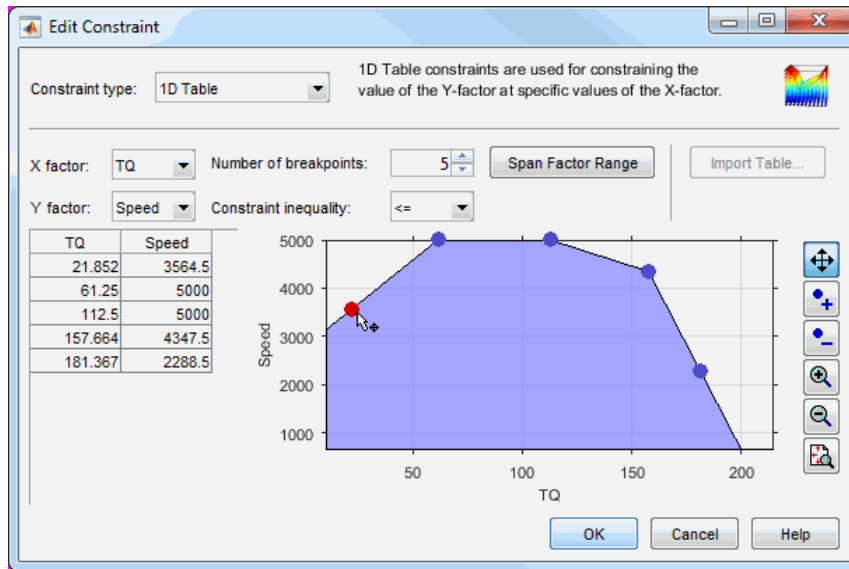 Edit Constraint
Constraint type: 1D Table
1D Table constraints are used for constraining the
value of the Y-factor at specific values of the X-factor.
X factor: TQ Number of breakpoints: 5 Span Factor Range Import Table...
Y factor: Speed Constraint inequality: <=
TQ Speed
21.852 3564.5
61.25 5000
112.5 5000
157.664 4347.5
181.367 2288.5
5000
4000
3000
2000
1000
Speed
50 100 150 200
TQ
OK Cancel Help